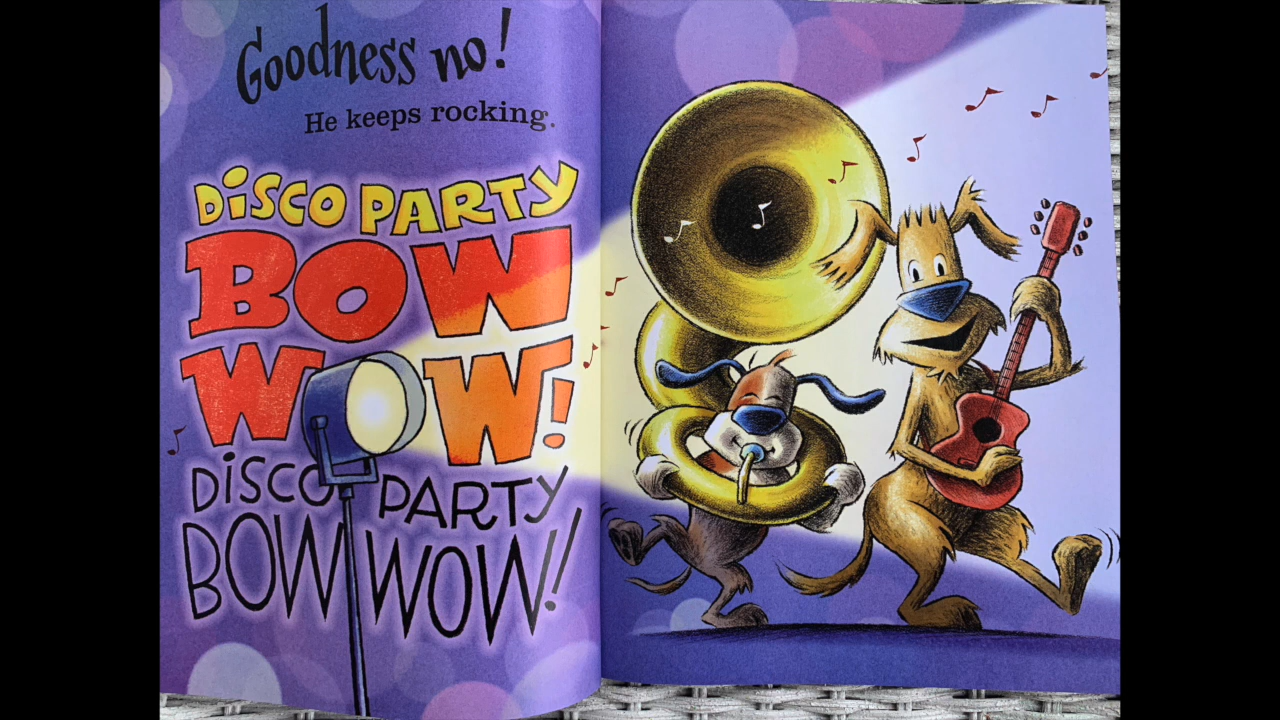 Goodness no!
He keeps rocking.
DiSCO PARTY
BOW
WOW!
DiSCO PARTY
BOW WOW!